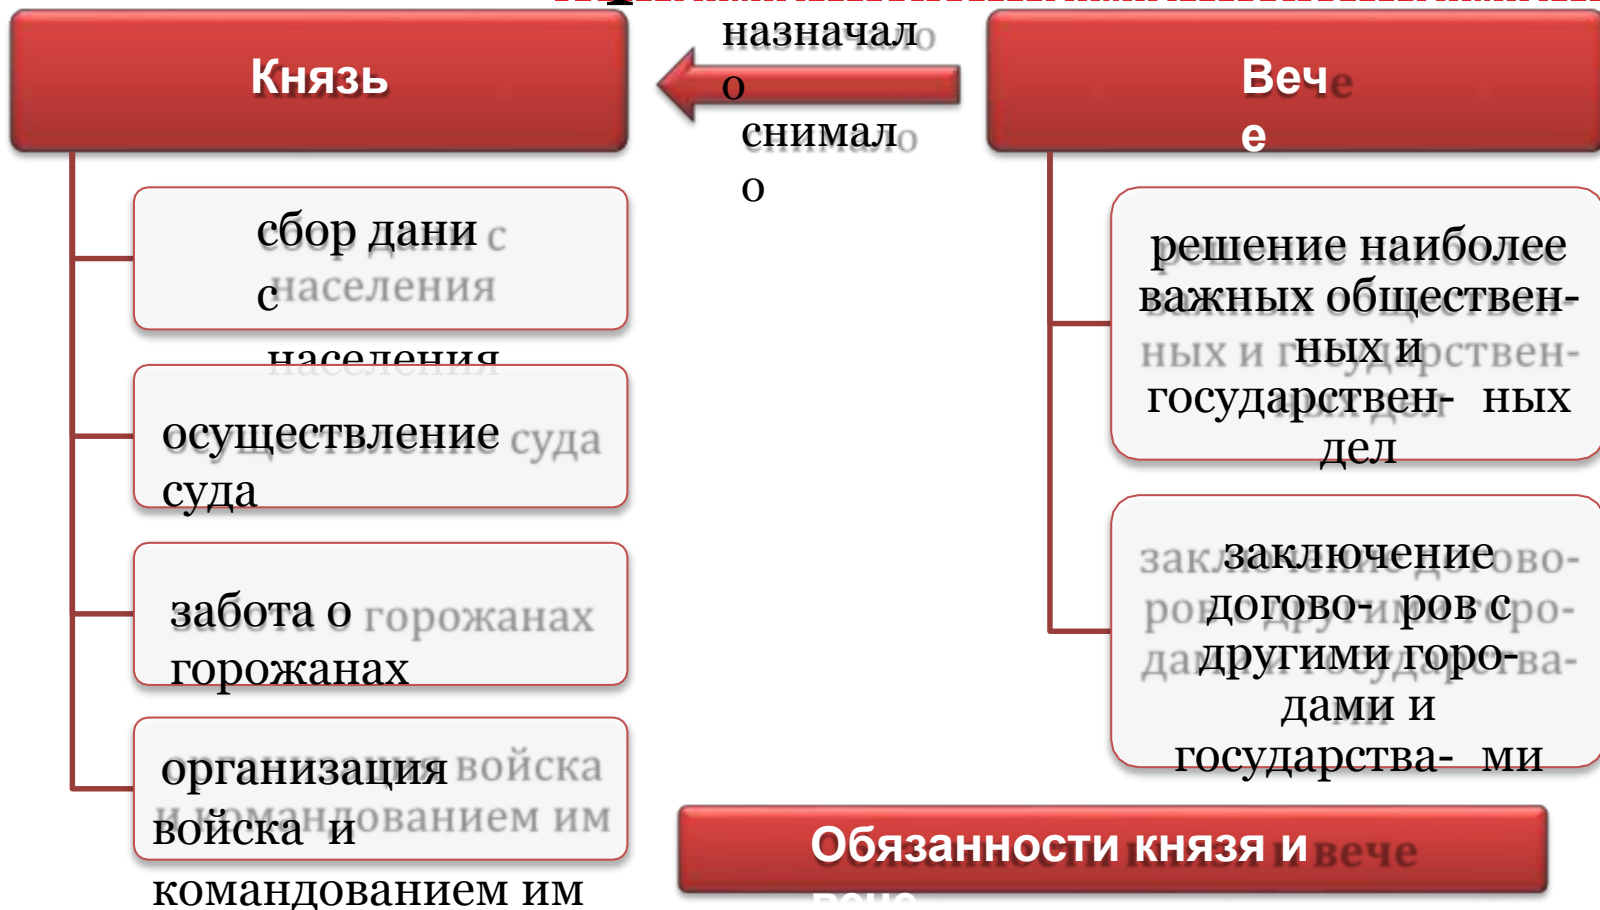 Князь
назначал
о
снимал
о
Веч
е
сбор дани
с
населения
осуществление
суда
забота о
горожанах
организация
войска и
командованием им
решение наиболее
важных обществен-
ных и
государствен- ных
дел
заключение
догово- ров с
другими горо-
дами и
государства- ми
Обязанности князя и
вече